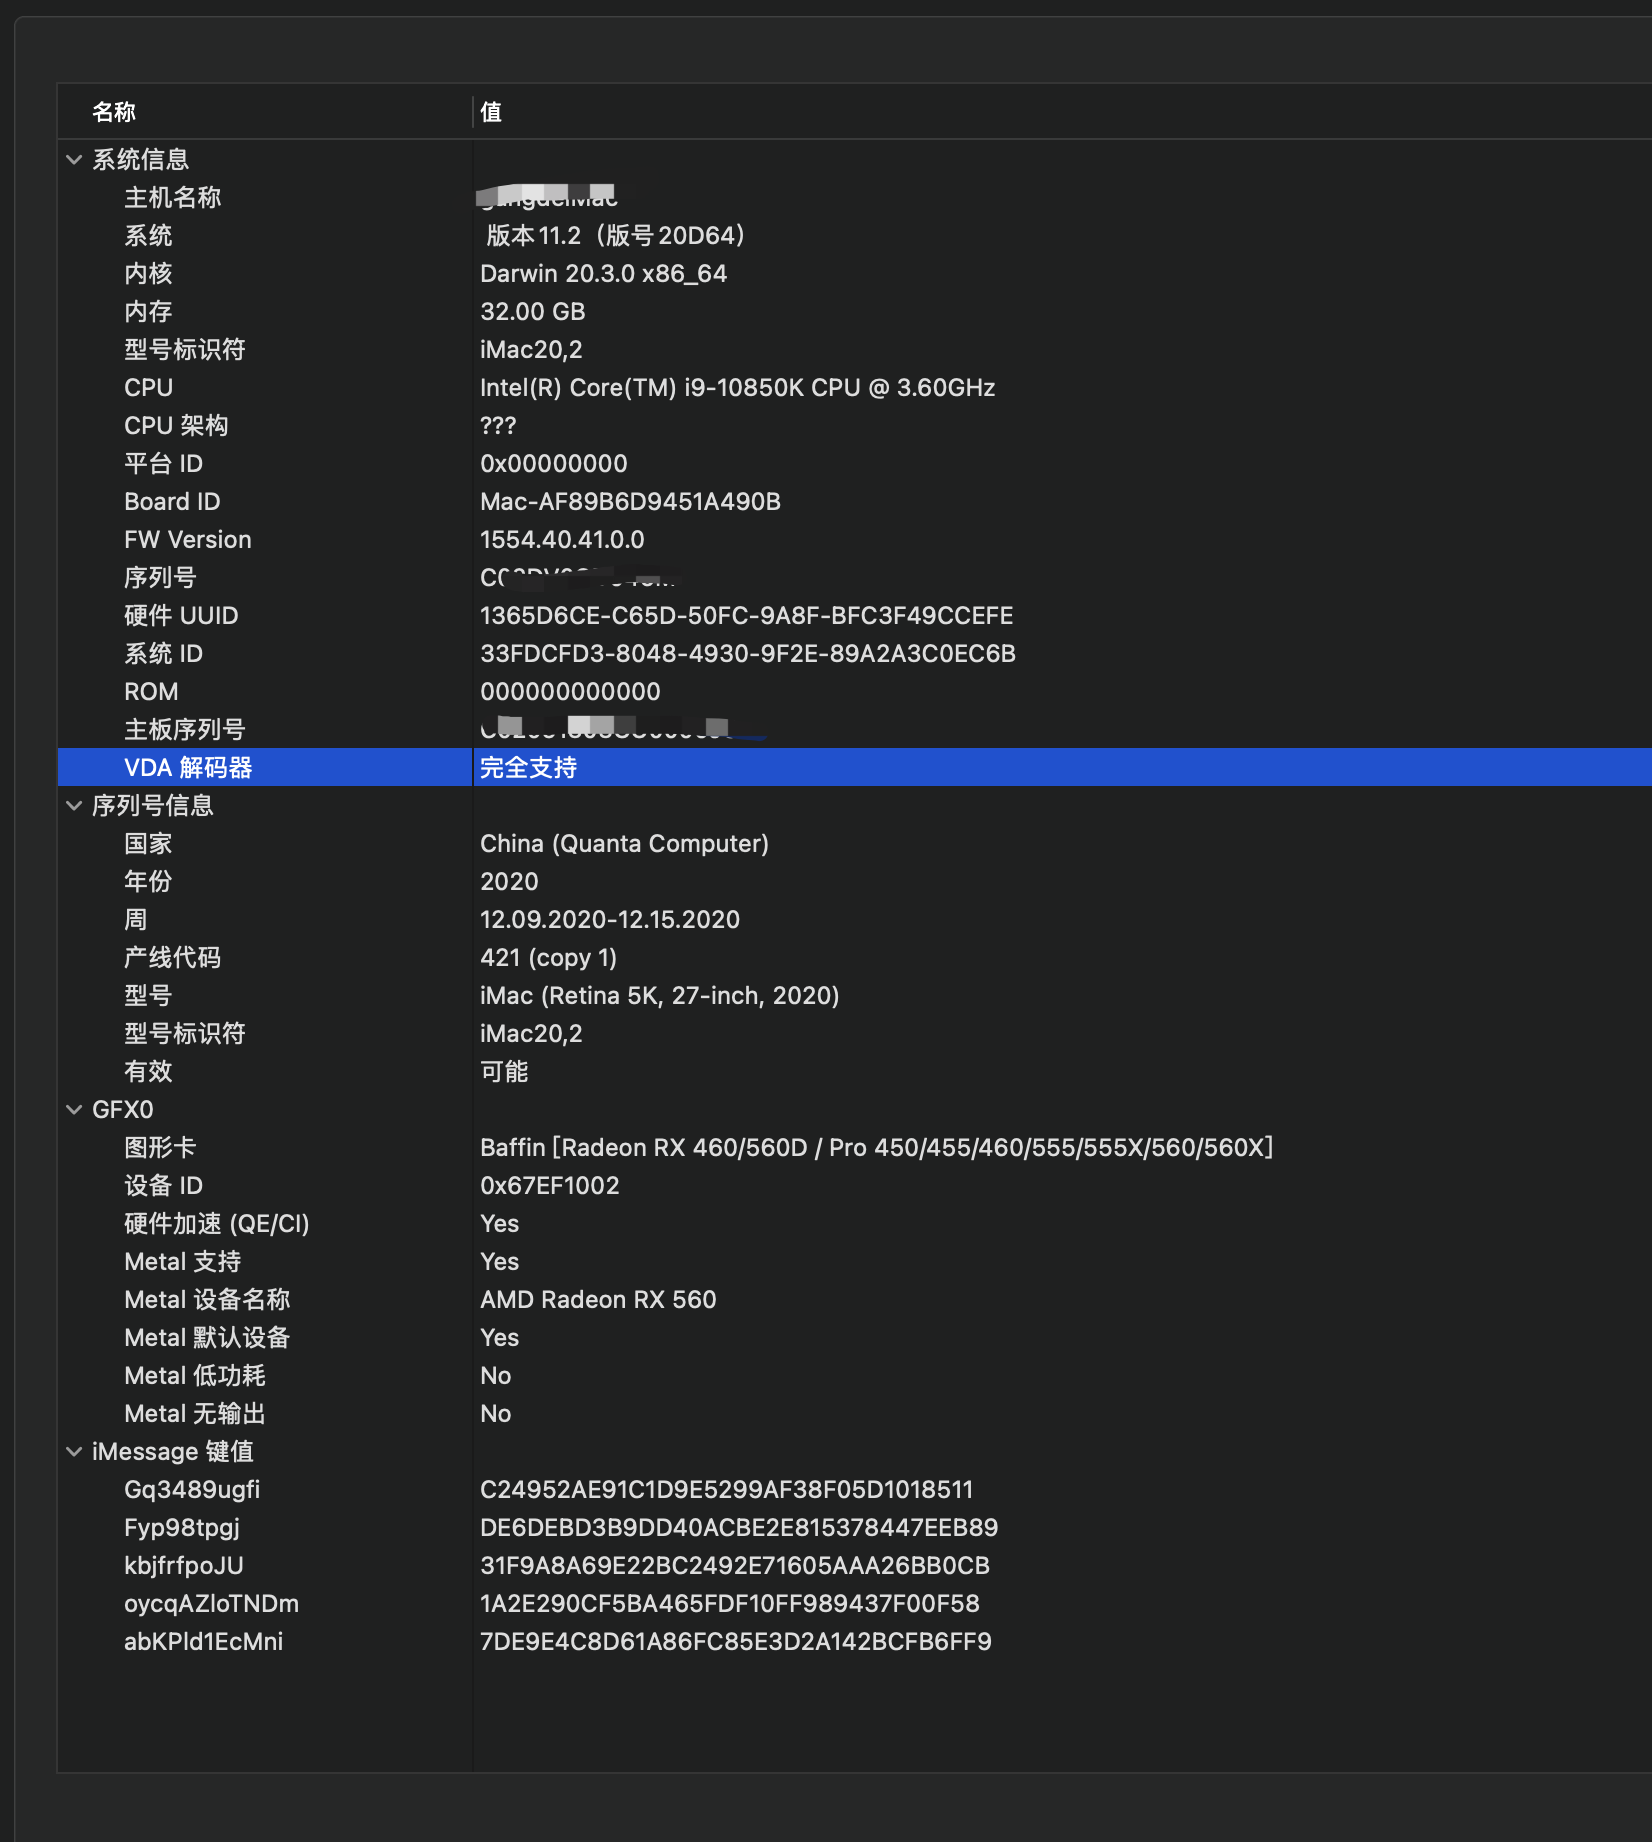 名称 值
系统信息
主机名称
系统 版本 11.2（版号 20D64）
内核 Darwin 20.3.0 x86_64
内存 32.00 GB
型号标识符 iMac20,2
CPU Intel(R) Core(TM) i9-10850K CPU @ 3.60GHz
CPU 架构 ???
平台 ID 0x00000000
Board ID Mac-AF89B6D9451A490B
FW Version 1554.40.41.0.0
序列号
硬件 UUID 1365D6CE-C65D-50FC-9A8F-BFC3F49CCEFE
系统 ID 33FDCFD3-8048-4930-9F2E-89A2A3C0EC6B
ROM 000000000000
主板序列号
VDA 解码器 完全支持
序列号信息
国家 China (Quanta Computer)
年份 2020
周 12.09.2020-12.15.2020
产线代码 421 (copy 1)
型号 iMac (Retina 5K, 27-inch, 2020)
型号标识符 iMac20,2
有效 可能
GFX0
图形卡 Baffin [Radeon RX 460/560D / Pro 450/455/460/555/555X/560/560X]
设备 ID 0x67EF1002
硬件加速 (QE/CI) Yes
Metal 支持 Yes
Metal 设备名称 AMD Radeon RX 560
Metal 默认设备 Yes
Metal 低功耗 No
Metal 无输出 No
iMessage 键值
Gq3489ugfi C24952AE91C1D9E5299AF38F05D1018511
Fyp98tpgj DE6DEBD3B9DD40ACBE2E815378447EEB89
kbjfrfpoJU 31F9A8A69E22BC2492E71605AAA26BB0CB
oycqAZloTNDm 1A2E290CF5BA465FDF10FF989437F00F58
abKPld1EcMni 7DE9E4C8D61A86FC85E3D2A142BCFB6FF9